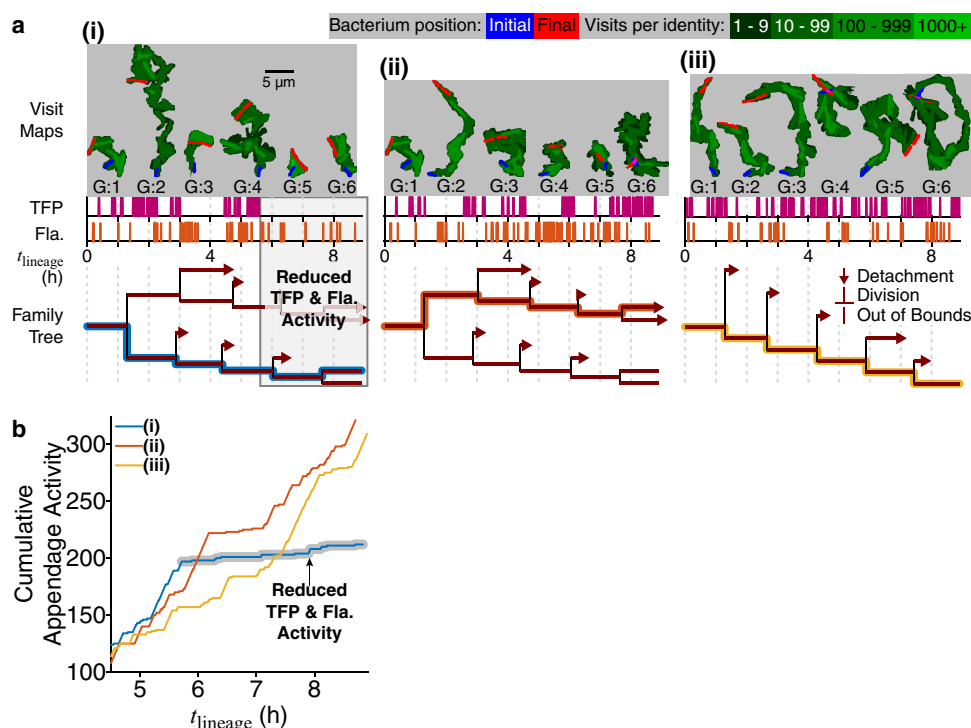 a
(i)
Bacterium position: Initial Final Visits per identity: 1 - 9 10 - 99 100 - 999 1000+
(ii)
(iii)
5 μm
Visit
Maps
G:1 G:2 G:3 G:4 G:5 G:6
G:1 G:2 G:3 G:4 G:5 G:6
G:1 G:2 G:3 G:4 G:5 G:6
TFP
Fla.
0 4 8
0 4 8
0 4 8
tlineage
(h)
Reduced
TFP & Fla.
Activity
Detachment
Division
Out of Bounds
Family
Tree
b
(i)
(ii)
(iii)
Cumulative
Appendage Activity
300
250
200
150
100
Reduced
TFP & Fla.
Activity
5 6 7 8
tlineage (h)